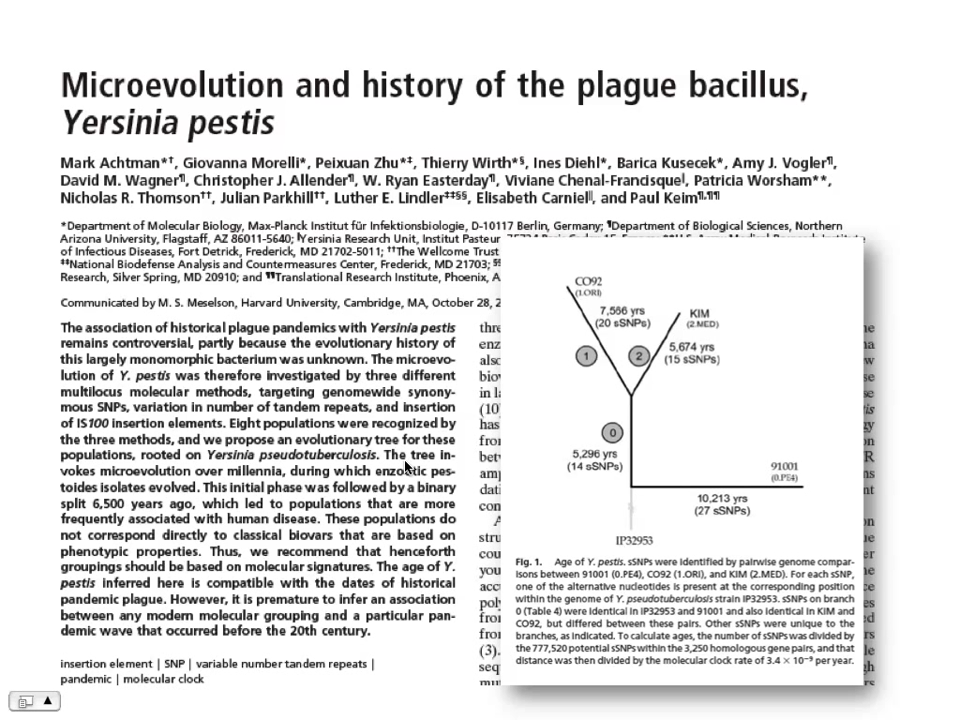 Microevolution and history of the plague bacillus,
Yersinia pestis
Mark Achtman*†, Giovanna Morelli*, Peixuan Zhu*‡, Thierry Wirth*§, Ines Diehl*, Barica Kusecek*, Amy J. Vogler¶,
David M. Wagner¶, Christopher J. Allender¶, W. Ryan Easterday¶, Viviane Chenal-Francisque‖, Patricia Worsham**,
Nicholas R. Thomson††, Julian Parkhill††, Luther E. Lindler‡‡§§, Elisabeth Carniel‖, and Paul Keim¶,¶¶
*Department of Molecular Biology, Max-Planck Institut für Infektionsbiologie, D-10117 Berlin, Germany; ¶Department of Biological Sciences, Northern
Arizona University, Flagstaff, AZ 86011-5640; ‖Yersinia Research Unit, Institut Pasteur
of Infectious Diseases, Fort Detrick, Frederick, MD 21702-5011; ††The Wellcome Trust
‡‡National Biodefense Analysis and Countermeasures Center, Frederick, MD 21703; §§
Research, Silver Spring, MD 20910; and ¶¶Translational Research Institute, Phoenix, A
Communicated by M. S. Meselson, Harvard University, Cambridge, MA, October 28, 2
The association of historical plague pandemics with Yersinia pestis
remains controversial, partly because the evolutionary history of
this largely monomorphic bacterium was unknown. The microevo-
lution of Y. pestis was therefore investigated by three different
multilocus molecular methods, targeting genomewide synony-
mous SNPs, variation in number of tandem repeats, and insertion
of IS100 insertion elements. Eight populations were recognized by
the three methods, and we propose an evolutionary tree for these
populations, rooted on Yersinia pseudotuberculosis. The tree in-
vokes microevolution over millennia, during which enzootic pes-
toides isolates evolved. This initial phase was followed by a binary
split 6,500 years ago, which led to populations that are more
frequently associated with human disease. These populations do
not correspond directly to classical biovars that are based on
phenotypic properties. Thus, we recommend that henceforth
groupings should be based on molecular signatures. The age of Y.
pestis inferred here is compatible with the dates of historical
pandemic plague. However, it is premature to infer an association
between any modern molecular grouping and a particular pan-
demic wave that occurred before the 20th century.
insertion element | SNP | variable number tandem repeats |
pandemic | molecular clock
CO92
(1.ORI)
7,566 yrs
(20 sSNPs)
KIM
(2.MED)
5,674 yrs
(15 sSNPs)
1
2
0
5,296 yrs
(14 sSNPs)
91001
(0.PE4)
10,213 yrs
(27 sSNPs)
IP32953
Fig. 1. Age of Y. pestis. sSNPs were identified by pairwise genome compar-
isons between 91001 (0.PE4), CO92 (1.ORI), and KIM (2.MED). For each sSNP,
one of the alternative nucleotides is present at the corresponding position
within the genome of Y. pseudotuberculosis strain IP32953. sSNPs on branch
0 (Table 4) were identical in IP32953 and 91001 and also identical in KIM and
CO92, but differed between these pairs. Other sSNPs were unique to the
branches, as indicated. To calculate ages, the number of sSNPs was divided by
the 777,520 potential sSNPs within the 3,250 homologous gene pairs, and that
distance was then divided by the molecular clock rate of 3.4 × 10⁻⁹ per year.